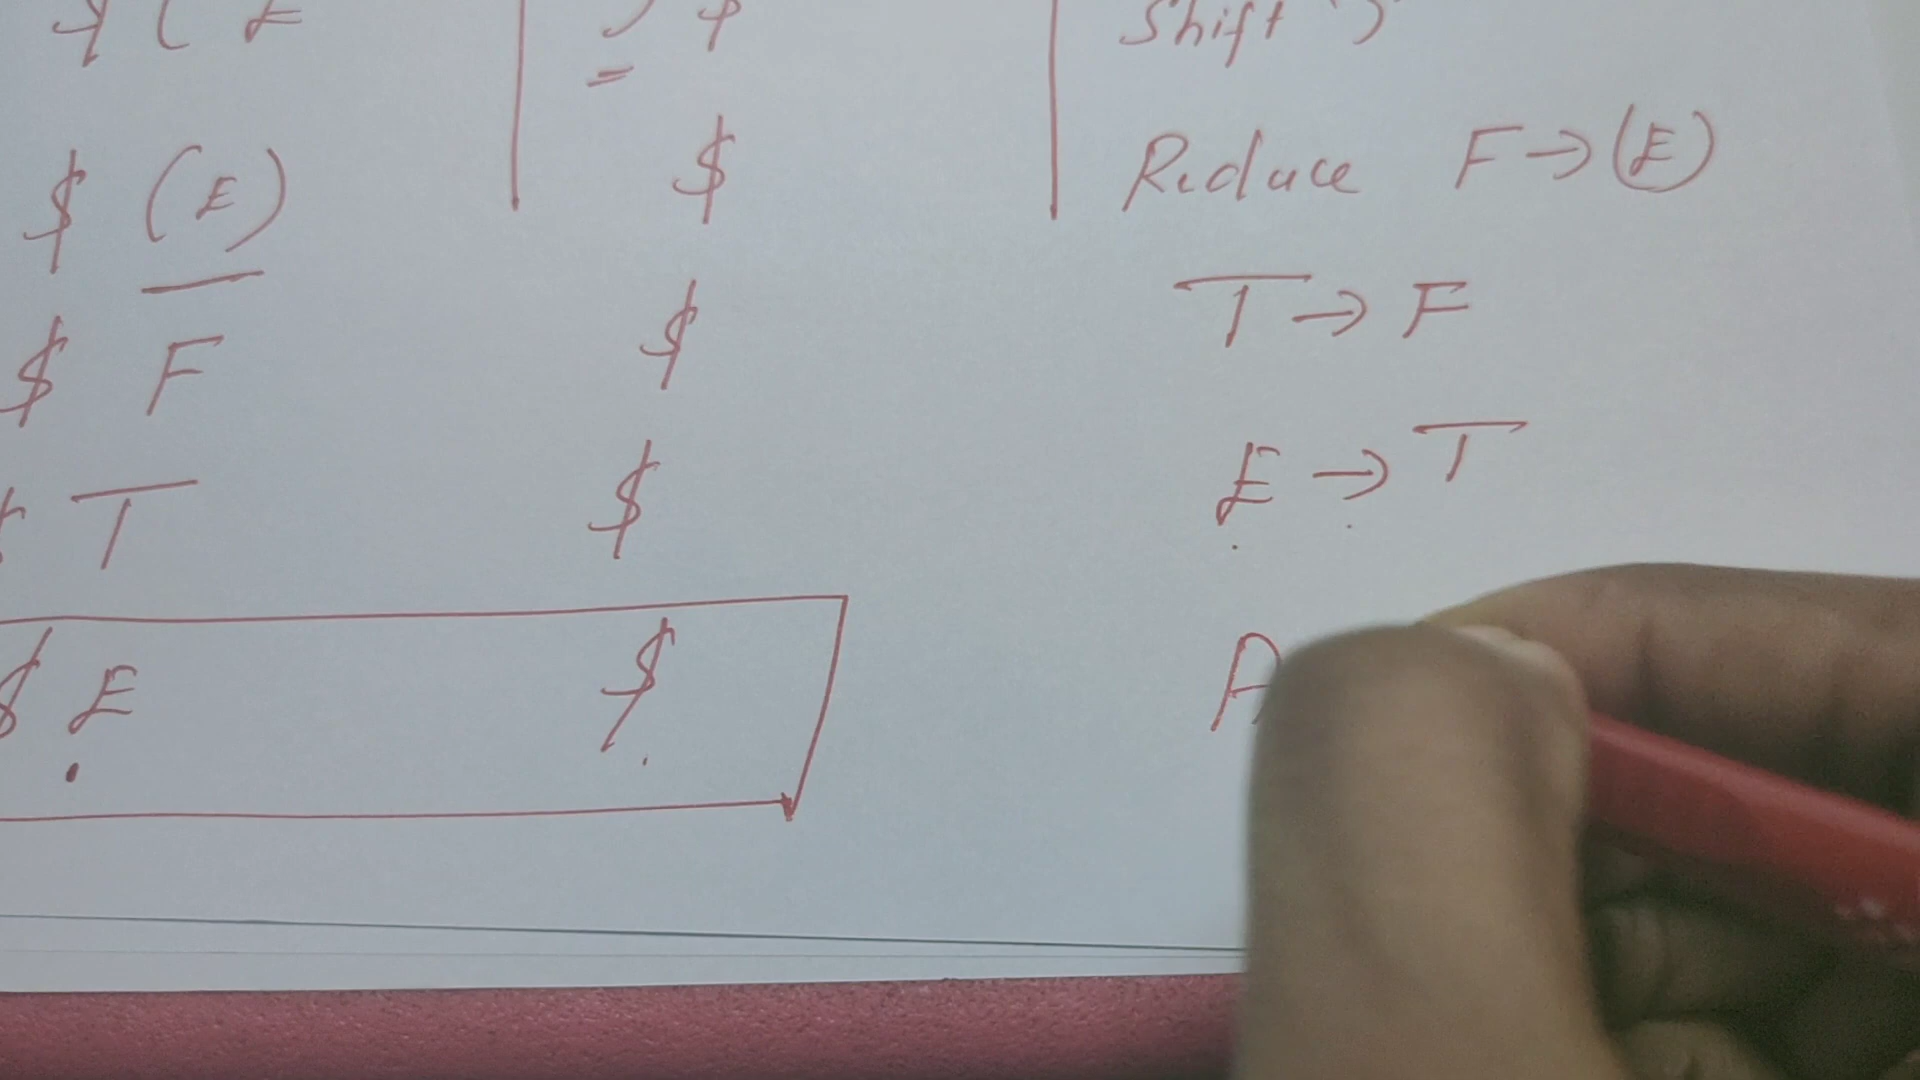 $ ( E ) $ Shift ')'
$ (E) $ Reduce F → (E)
$ F $ T → F
$ T $ E → T
$ E $ A